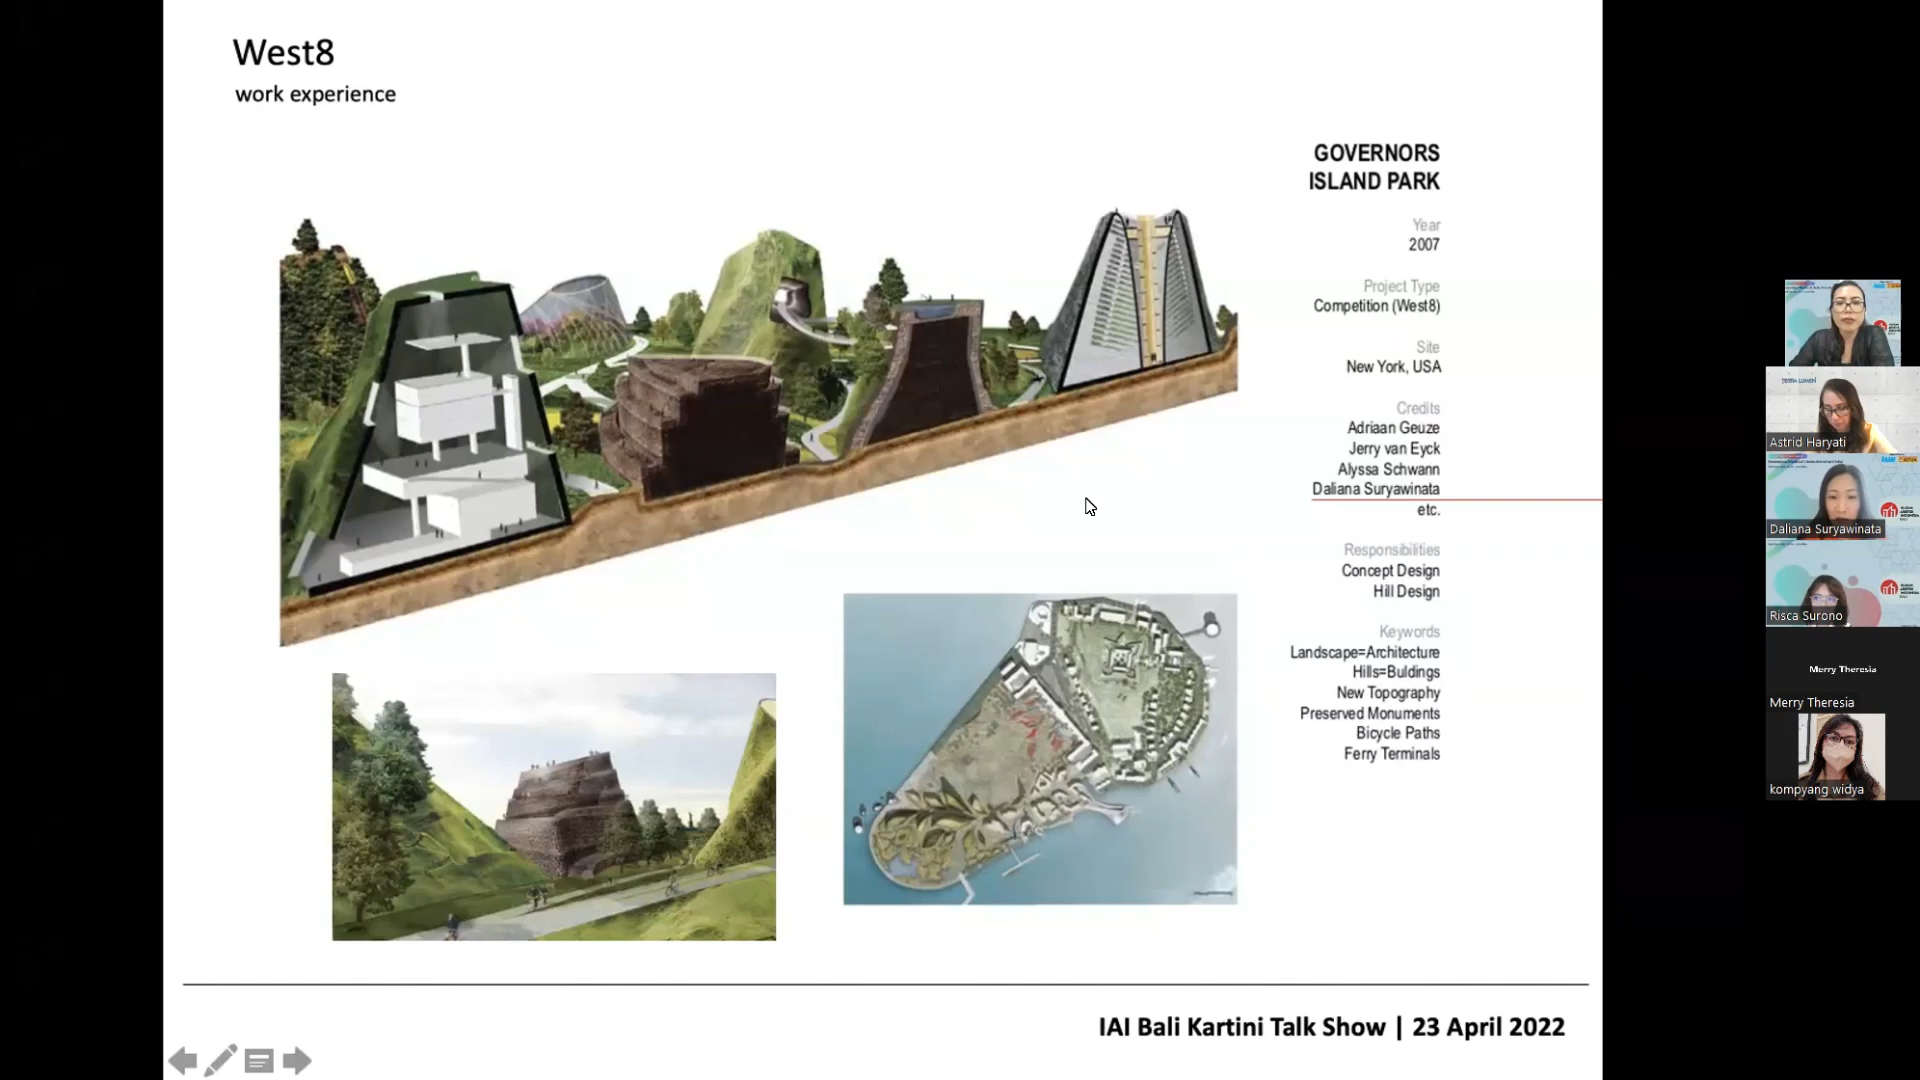 West8
work experience
GOVERNORS
ISLAND PARK
Year
2007
Project Type
Competition (West8)
Site
New York, USA
Credits
Adriaan Geuze
Jerry van Eyck
Alyssa Schwann
Daliana Suryawinata
etc.
Responsibilities
Concept Design
Hill Design
Keywords
Landscape=Architecture
Hills=Buldings
New Topography
Preserved Monuments
Bicycle Paths
Ferry Terminals
IAI Bali Kartini Talk Show | 23 April 2022
TERRA LUMEN
Astrid Haryati
Daliana Suryawinata
Risca Surono
Merry Theresia
Merry Theresia
kompyang widya